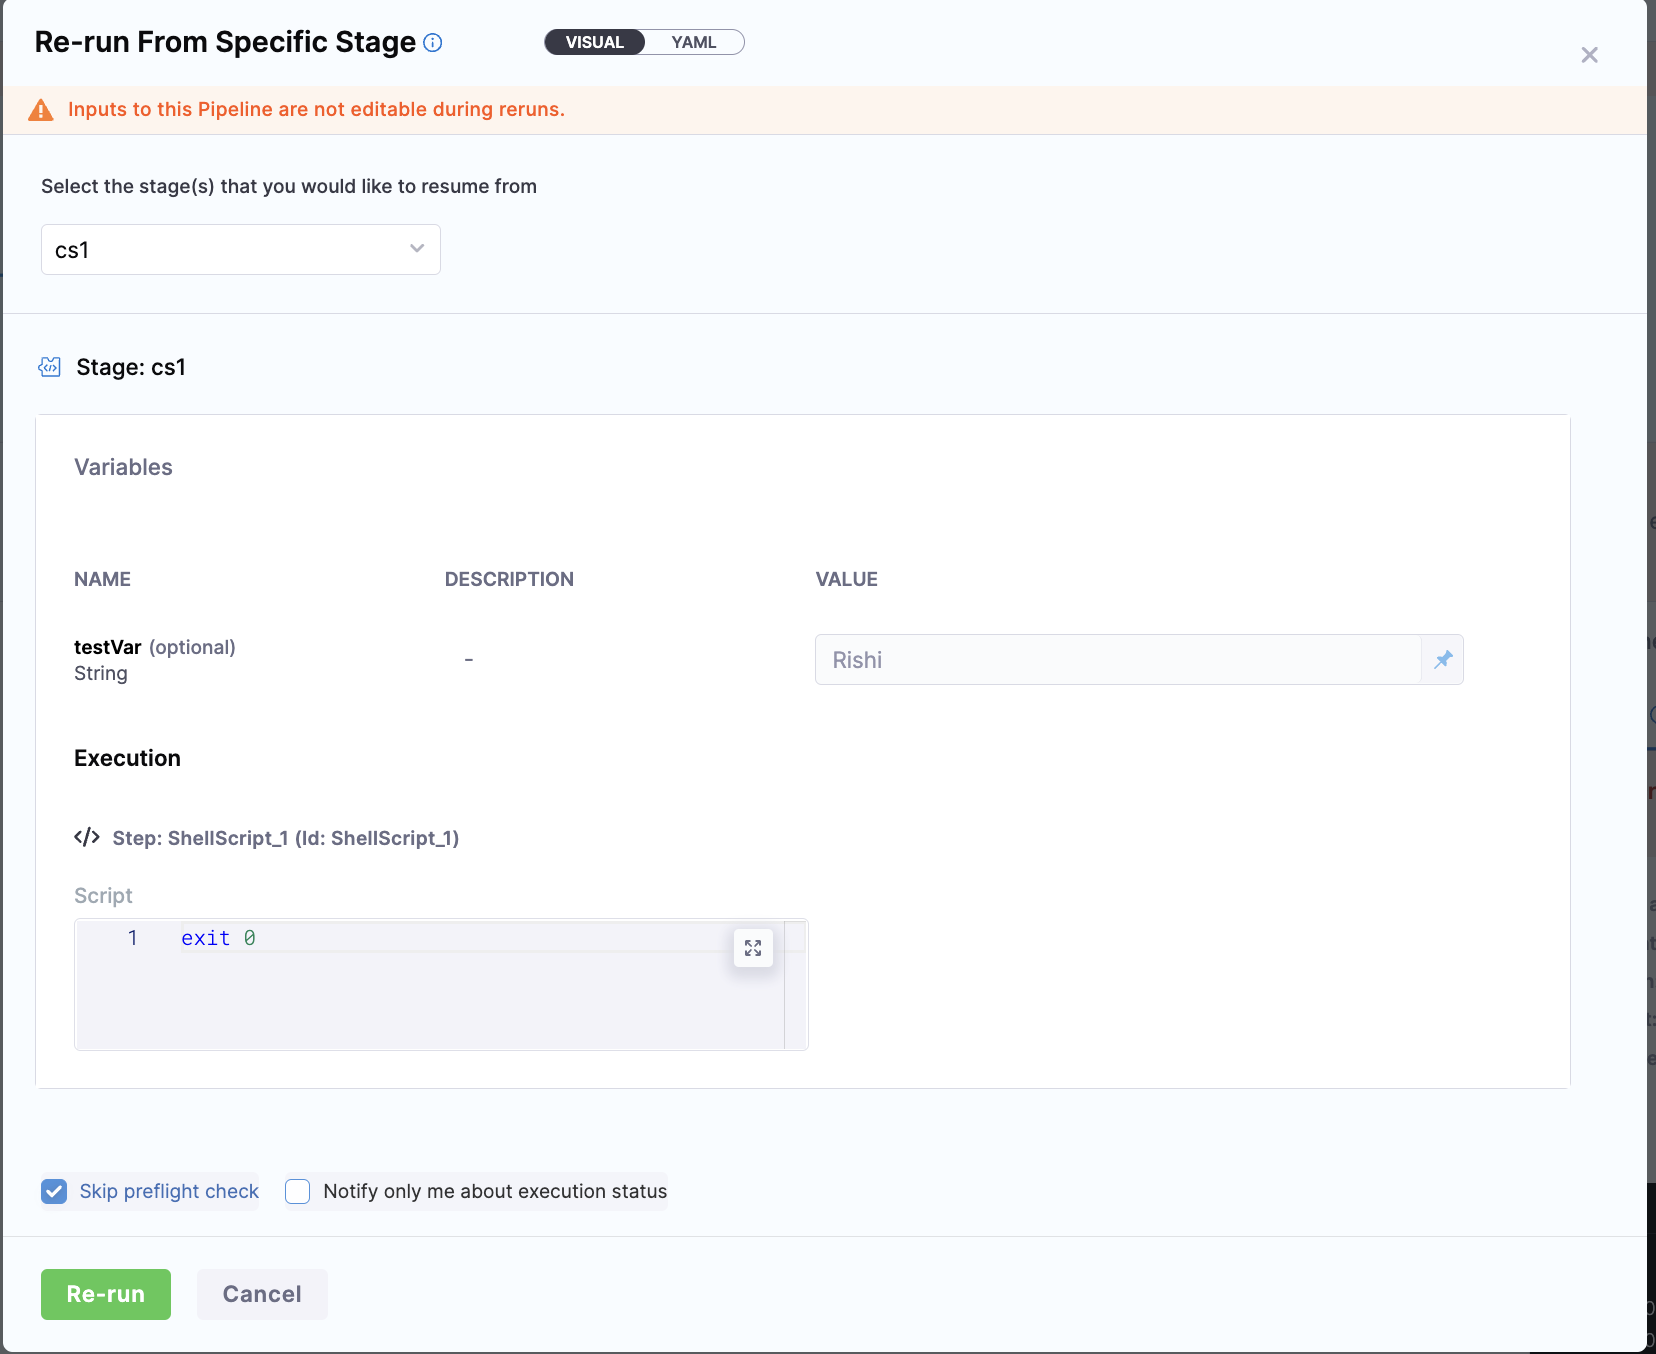 Re-run From Specific Stage
VISUAL YAML
Inputs to this Pipeline are not editable during reruns.
Select the stage(s) that you would like to resume from
cs1
Stage: cs1
Variables
NAME DESCRIPTION VALUE
testVar (optional)
String
-
Rishi
Execution
</> Step: ShellScript_1 (Id: ShellScript_1)
Script
1 exit 0
Skip preflight check Notify only me about execution status
Re-run Cancel